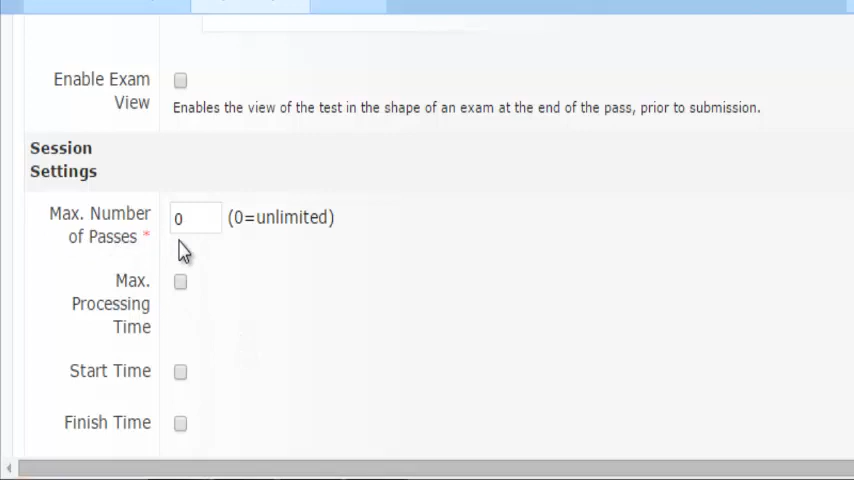 Enable Exam
View
Enables the view of the test in the shape of an exam at the end of the pass, prior to submission.
Session
Settings
Max. Number
of Passes *
0 (0=unlimited)
Max.
Processing
Time
Start Time
Finish Time